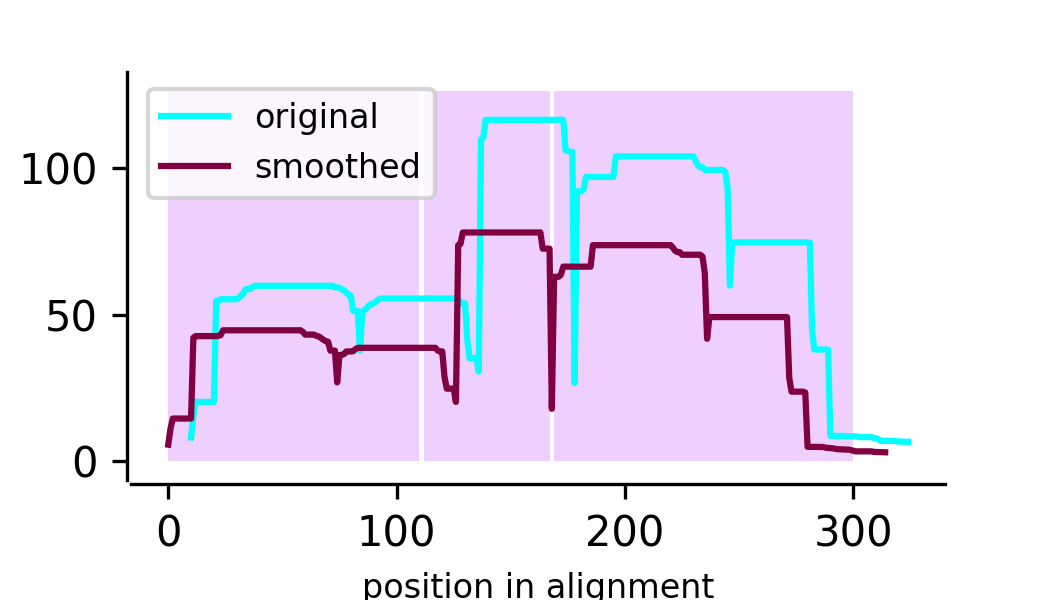 original
smoothed
100
50
0
0 100 200 300
position in alignment